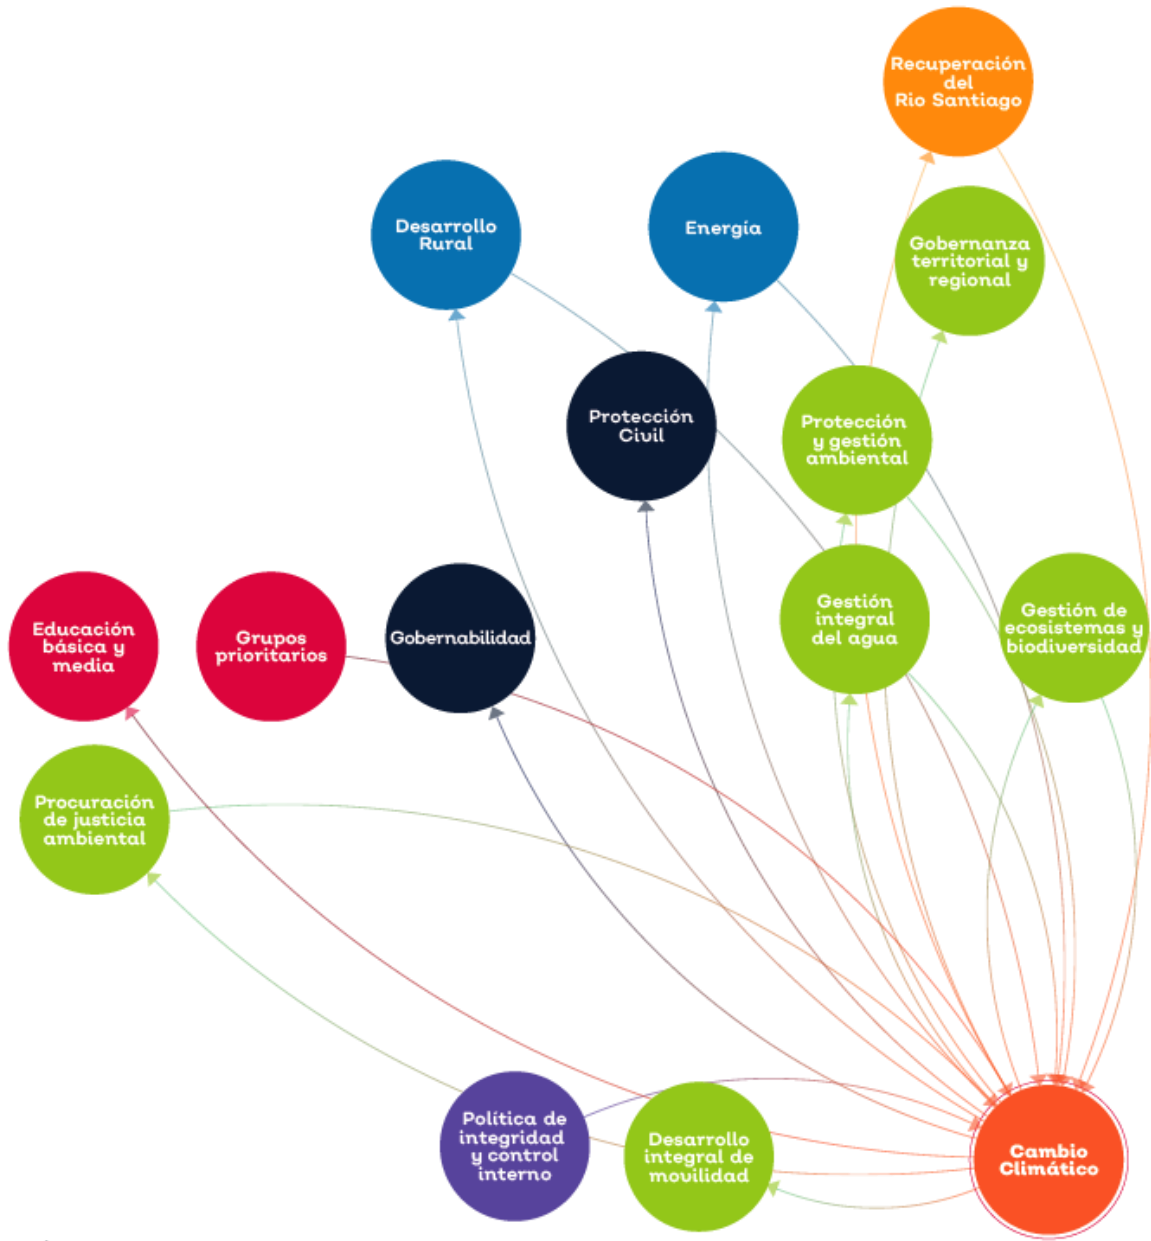 Recuperación
del
Rio Santiago
Desarrollo
Rural
Energía
Gobernanza
territorial y
regional
Protección
Civil
Protección
y gestión
ambiental
Educación
básica y
media
Grupos
prioritarios
Gobernabilidad
Gestión
integral
del agua
Gestión de
ecosistemas y
biodiversidad
Procuración
de justicia
ambiental
Política de
integridad
y control
interno
Desarrollo
integral de
movilidad
Cambio
Climático